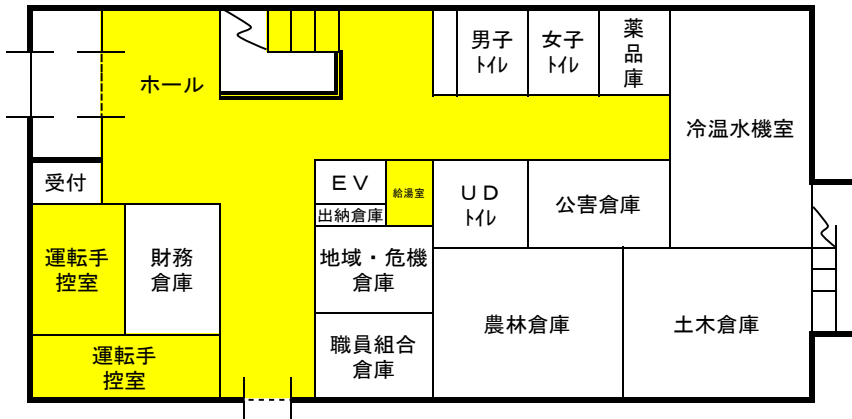 男子
ﾄｲﾚ
女子
ﾄｲﾚ
薬
品
庫
ホール
冷温水機室
受付
ＥＶ
給湯室
ＵＤ
ﾄｲﾚ
公害倉庫
出納倉庫
運転手
控室
財務
倉庫
地域・危機
倉庫
農林倉庫
土木倉庫
運転手
控室
職員組合
倉庫